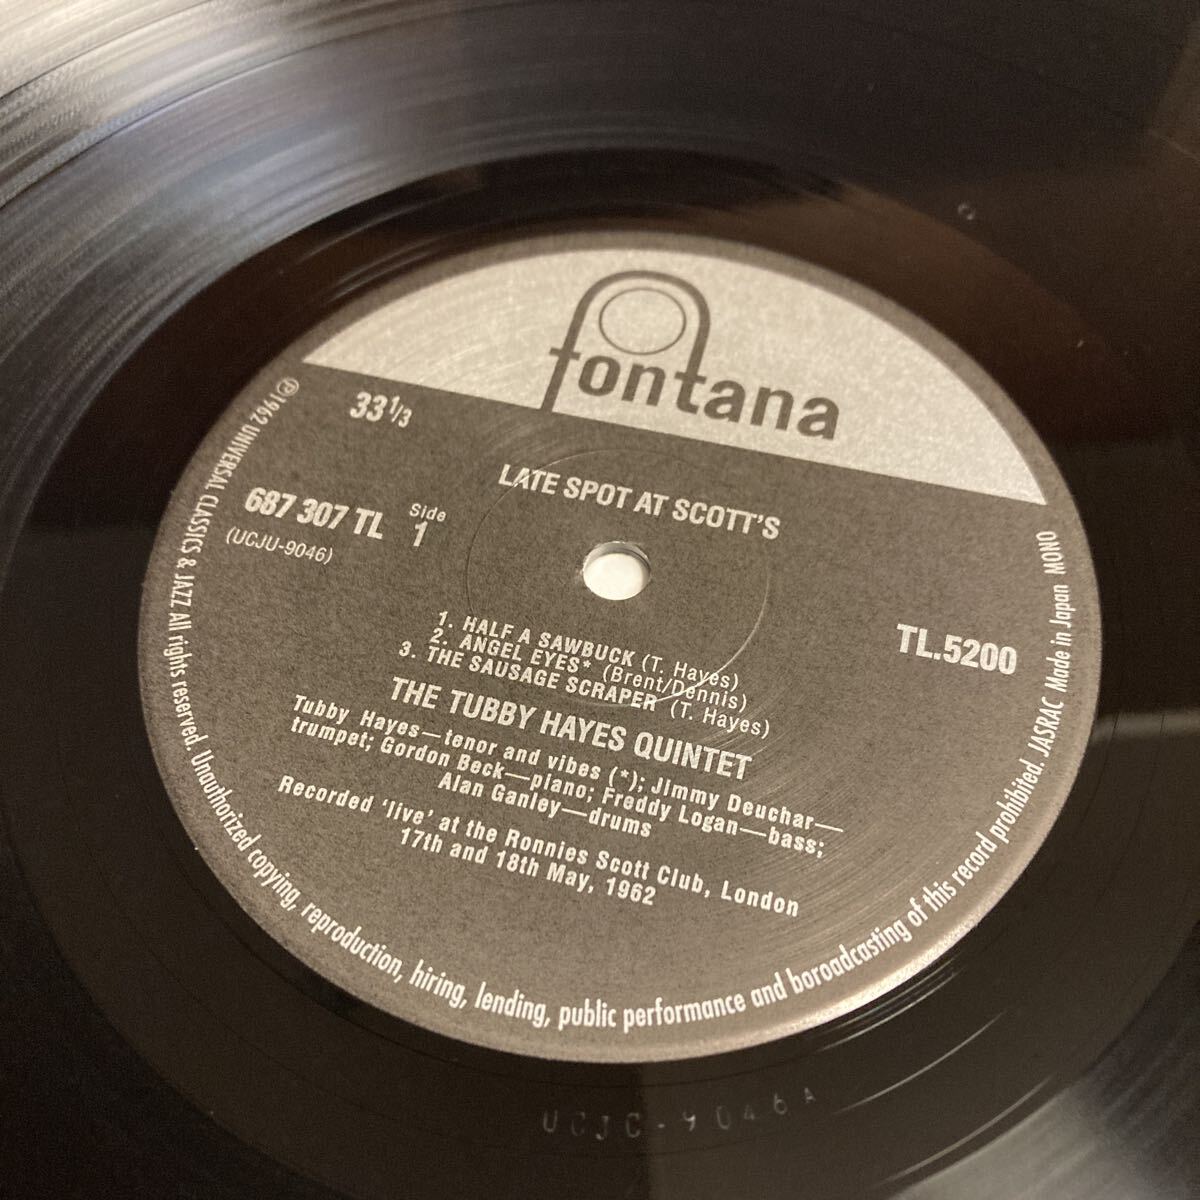 fontana
33 1/3
LATE SPOT AT SCOTT'S
687 307 TL
Side
1
(UCJU-9046)
TL.5200
1. HALF A SAWBUCK (T. Hayes)
2. ANGEL EYES* (Brent/Dennis)
3. THE SAUSAGE SCRAPER (T. Hayes)
THE TUBBY HAYES QUINTET
Tubby Hayes—tenor and vibes (*); Jimmy Deuchar—
trumpet; Gordon Beck—piano; Freddy Logan—bass;
Alan Ganley—drums
Recorded 'live' at the Ronnies Scott Club, London
17th and 18th May, 1962
℗1962 UNIVERSAL CLASSICS & JAZZ All rights reserved. Unauthorized copying, reproduction, hiring, lending, public performance and boroadcasting of this record prohibited. JASRAC Made in Japan MONO
UCJC-9046A